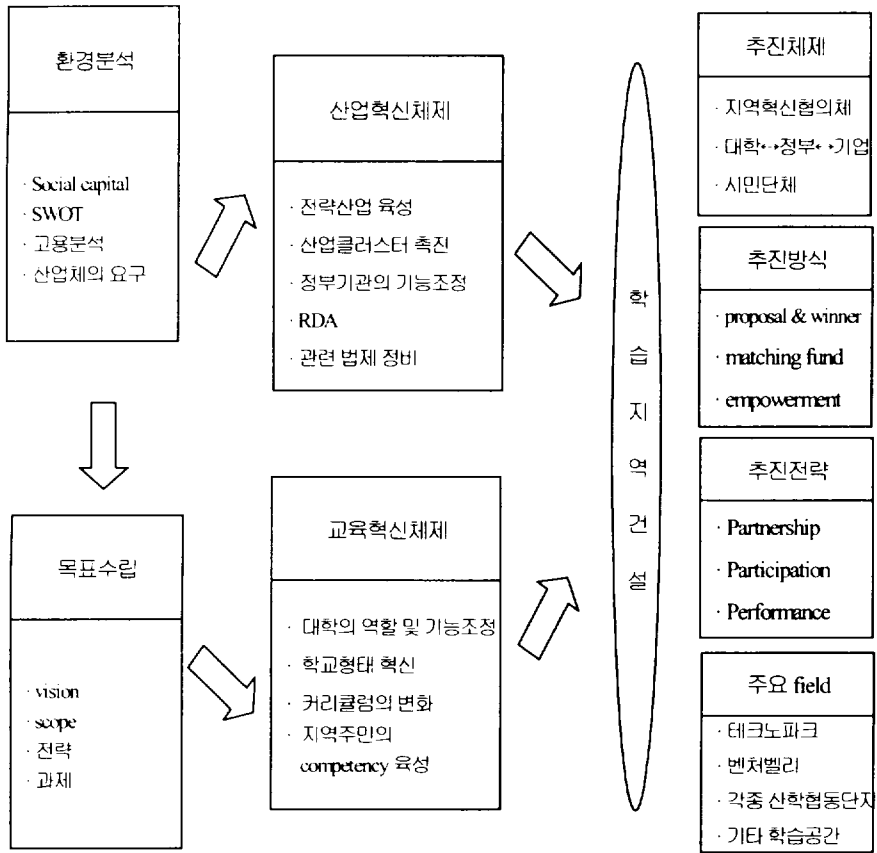 환경분석
· Social capital
· SWOT
· 고용분석
· 산업체의 요구
목표수립
· vision
· scope
· 전략
· 과제
산업혁신체제
· 전략산업 육성
· 산업클러스터 촉진
· 정부기관의 기능조정
· RDA
· 관련 법제 정비
교육혁신체제
· 대학의 역할 및 기능조정
· 학교형태 혁신
· 커리큘럼의 변화
· 지역주민의
competency 육성
학
습
지
역
건
설
추진체제
· 지역혁신협의체
· 대학↔정부↔기업
· 시민단체
추진방식
· proposal & winner
· matching fund
· empowerment
추진전략
· Partnership
· Participation
· Performance
주요 field
· 테크노파크
· 벤처벨리
· 각종 산학협동단지
· 기타 학습공간